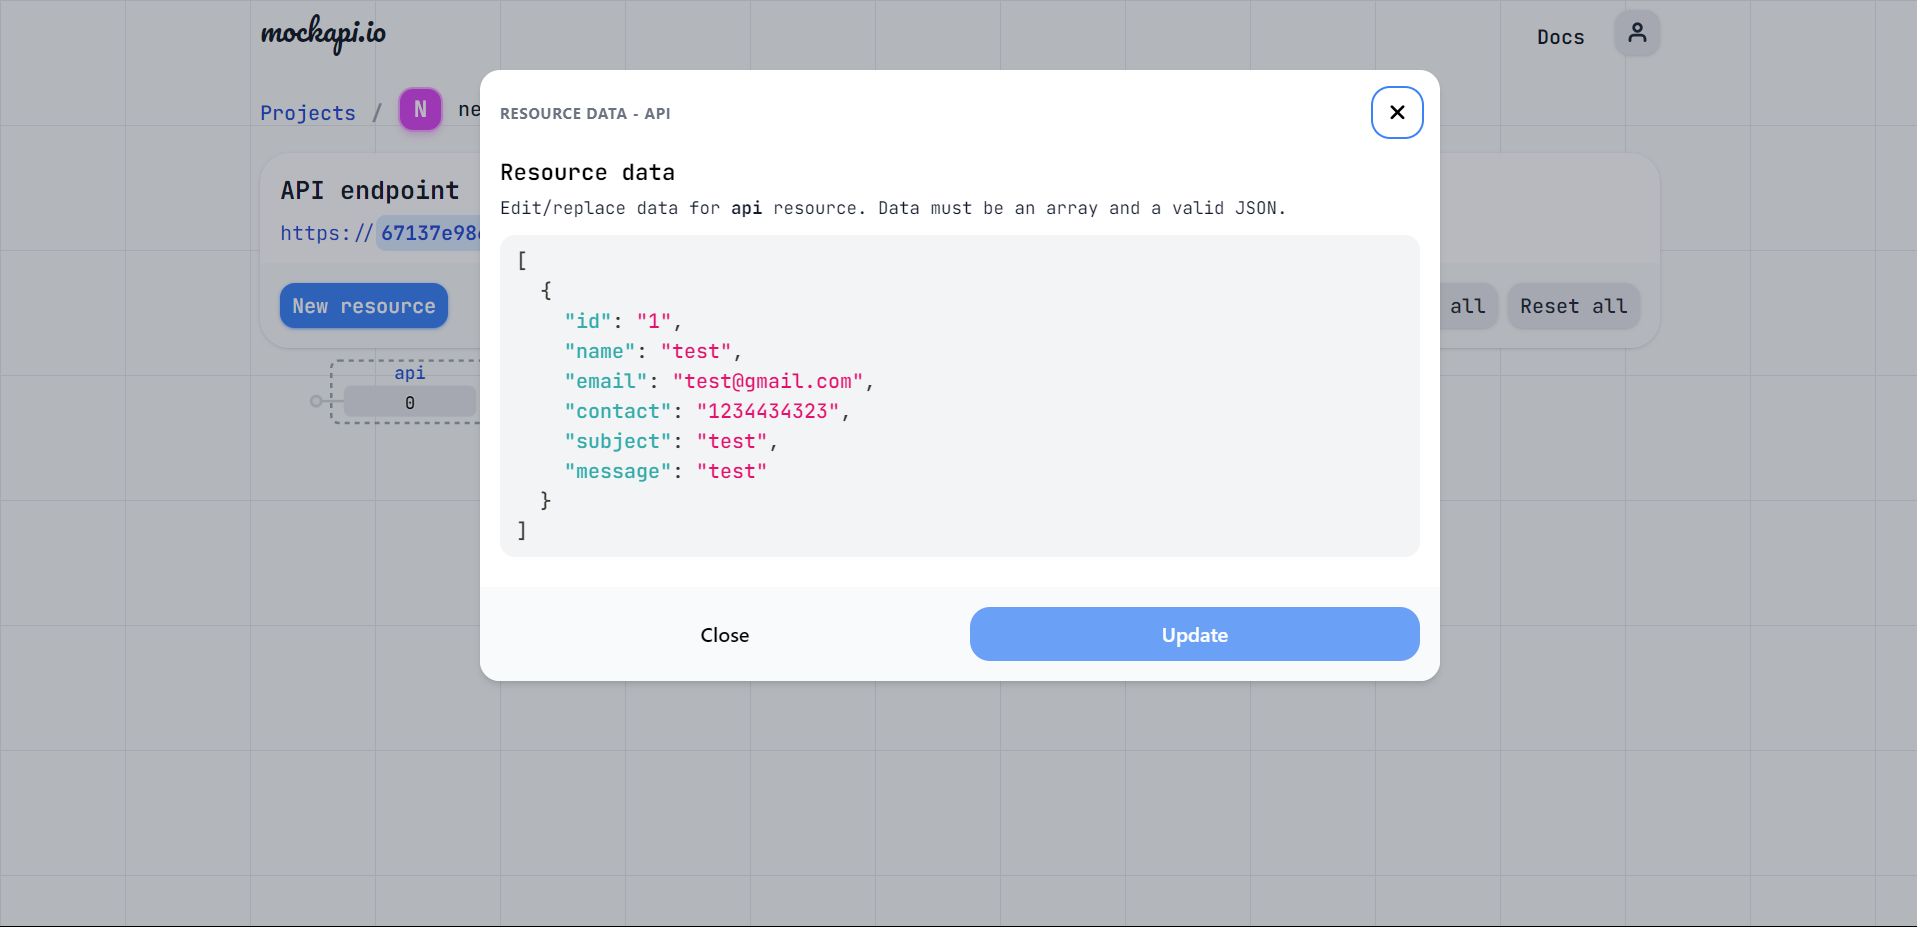 mockapi.io
Docs
Projects / N ne
RESOURCE DATA - API
API endpoint
https://67137e98
New resource
all
Reset all
api
0
Resource data
Edit/replace data for api resource. Data must be an array and a valid JSON.
[
{
"id": "1",
"name": "test",
"email": "test@gmail.com",
"contact": "1234434323",
"subject": "test",
"message": "test"
}
]
Close
Update